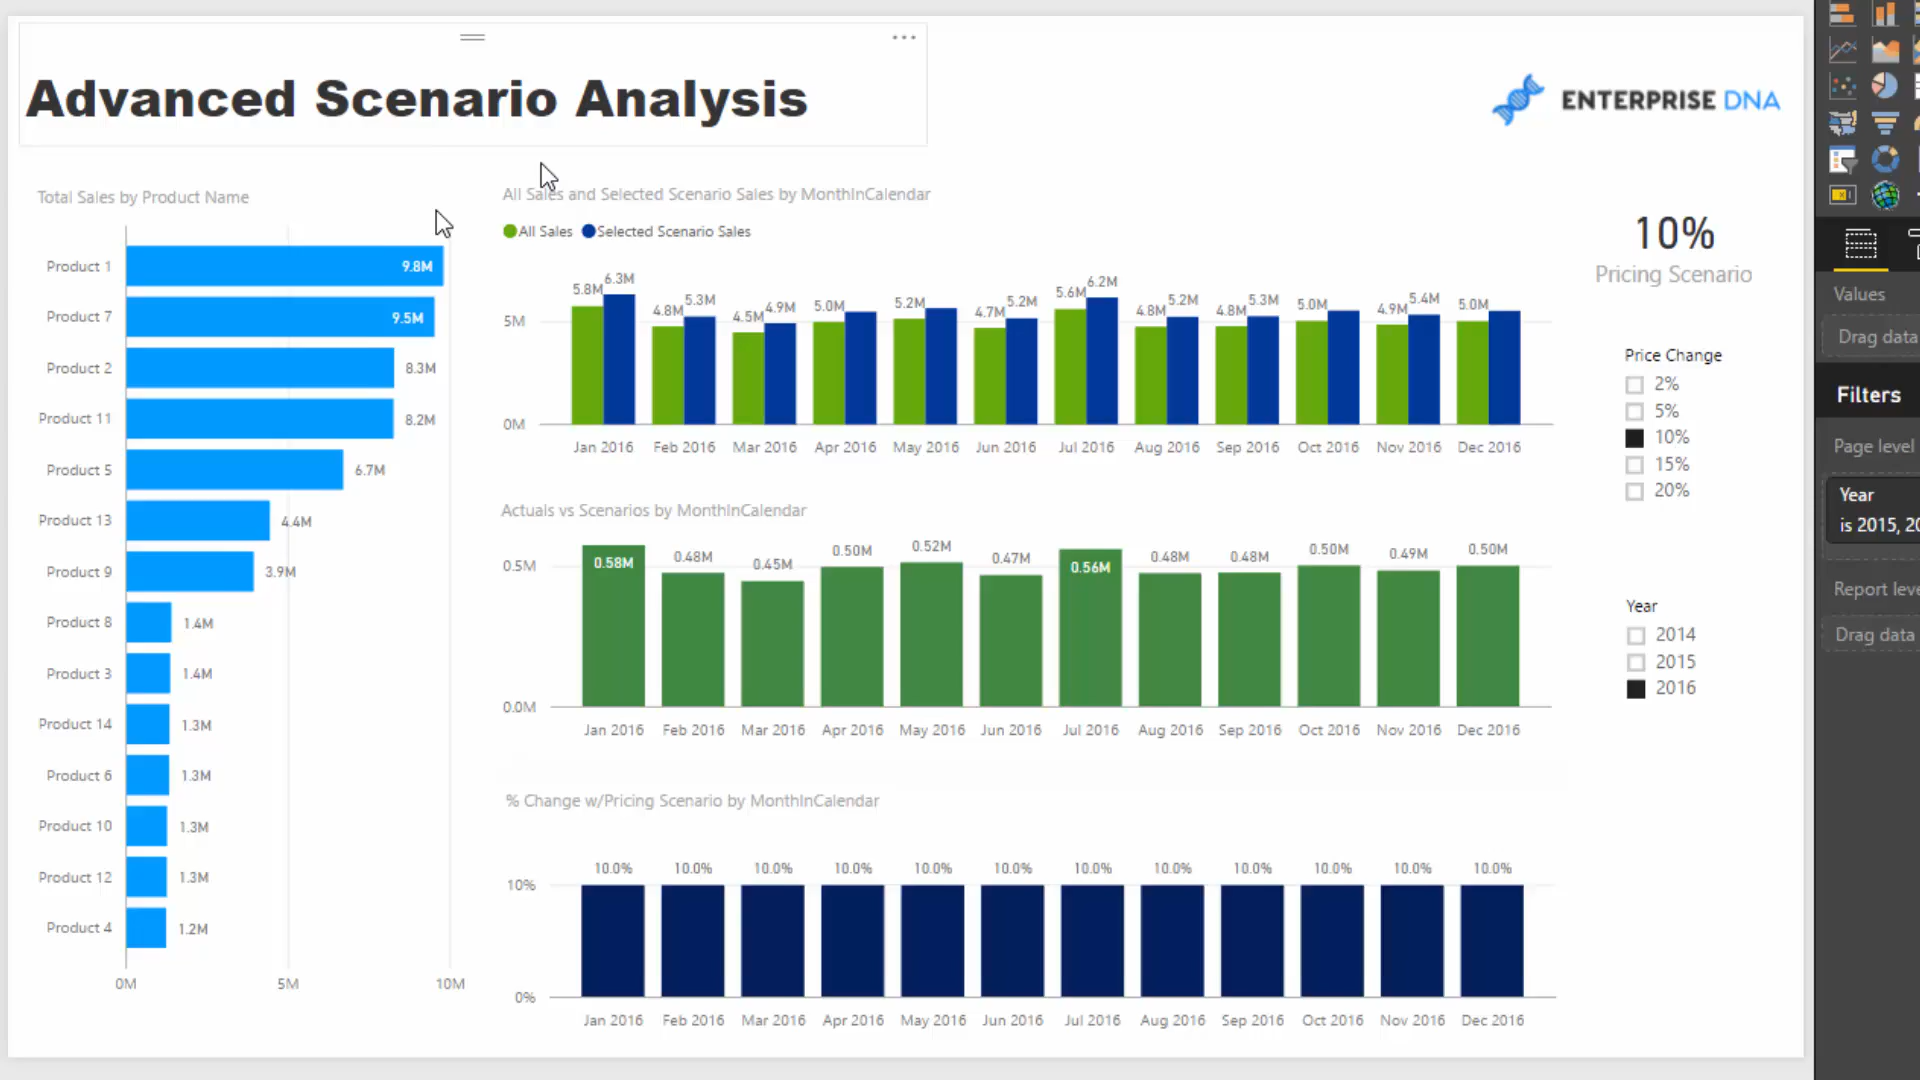 Advanced Scenario Analysis
ENTERPRISE DNA
Total Sales by Product Name
Product 1
9.8M
Product 7
9.5M
Product 2
8.3M
Product 11
8.2M
Product 5
6.7M
Product 13
4.4M
Product 9
3.9M
Product 8
1.4M
Product 3
1.4M
Product 14
1.3M
Product 6
1.3M
Product 10
1.3M
Product 12
1.3M
Product 4
1.2M
0M 5M 10M
All Sales and Selected Scenario Sales by MonthInCalendar
All Sales Selected Scenario Sales
5.8M 6.3M 4.8M 5.3M 4.5M 4.9M 5.0M 5.2M 4.7M 5.2M 5.6M 6.2M 4.8M 5.2M 4.8M 5.3M 5.0M 4.9M 5.4M 5.0M
5M
0M
Jan 2016 Feb 2016 Mar 2016 Apr 2016 May 2016 Jun 2016 Jul 2016 Aug 2016 Sep 2016 Oct 2016 Nov 2016 Dec 2016
Actuals vs Scenarios by MonthInCalendar
0.58M 0.48M 0.45M 0.50M 0.52M 0.47M 0.56M 0.48M 0.48M 0.50M 0.49M 0.50M
0.5M
0.0M
Jan 2016 Feb 2016 Mar 2016 Apr 2016 May 2016 Jun 2016 Jul 2016 Aug 2016 Sep 2016 Oct 2016 Nov 2016 Dec 2016
% Change w/Pricing Scenario by MonthInCalendar
10.0% 10.0% 10.0% 10.0% 10.0% 10.0% 10.0% 10.0% 10.0% 10.0% 10.0% 10.0%
10%
0%
Jan 2016 Feb 2016 Mar 2016 Apr 2016 May 2016 Jun 2016 Jul 2016 Aug 2016 Sep 2016 Oct 2016 Nov 2016 Dec 2016
10%
Pricing Scenario
Price Change
2%
5%
10%
15%
20%
Year
2014
2015
2016
Values
Drag data
Filters
Page level
Year
is 2015, 20
Report leve
Drag data